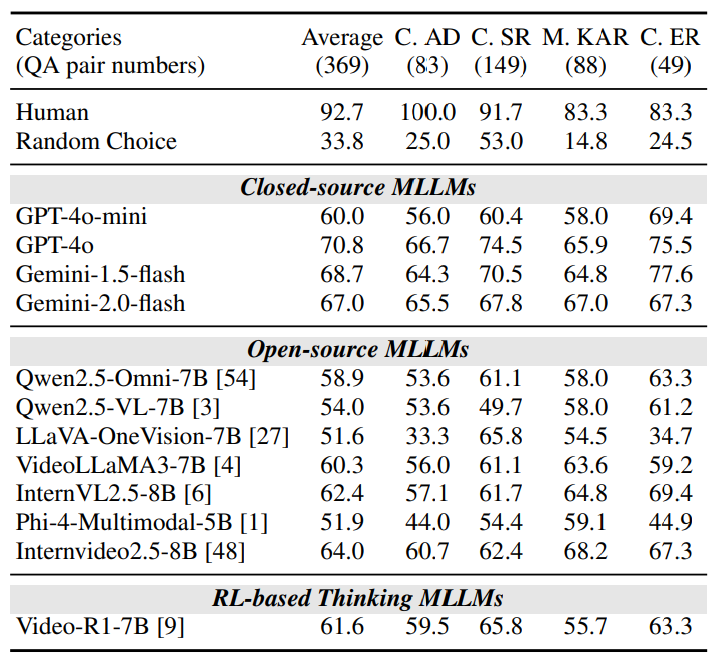 Categories Average C. AD C. SR M. KAR C. ER
(QA pair numbers) (369) (83) (149) (88) (49)
Human 92.7 100.0 91.7 83.3 83.3
Random Choice 33.8 25.0 53.0 14.8 24.5
Closed-source MLLMs
GPT-4o-mini 60.0 56.0 60.4 58.0 69.4
GPT-4o 70.8 66.7 74.5 65.9 75.5
Gemini-1.5-flash 68.7 64.3 70.5 64.8 77.6
Gemini-2.0-flash 67.0 65.5 67.8 67.0 67.3
Open-source MLLMs
Qwen2.5-Omni-7B [54] 58.9 53.6 61.1 58.0 63.3
Qwen2.5-VL-7B [3] 54.0 53.6 49.7 58.0 61.2
LLaVA-OneVision-7B [27] 51.6 33.3 65.8 54.5 34.7
VideoLLaMA3-7B [4] 60.3 56.0 61.1 63.6 59.2
InternVL2.5-8B [6] 62.4 57.1 61.7 64.8 69.4
Phi-4-Multimodal-5B [1] 51.9 44.0 54.4 59.1 44.9
Internvideo2.5-8B [48] 64.0 60.7 62.4 68.2 67.3
RL-based Thinking MLLMs
Video-R1-7B [9] 61.6 59.5 65.8 55.7 63.3